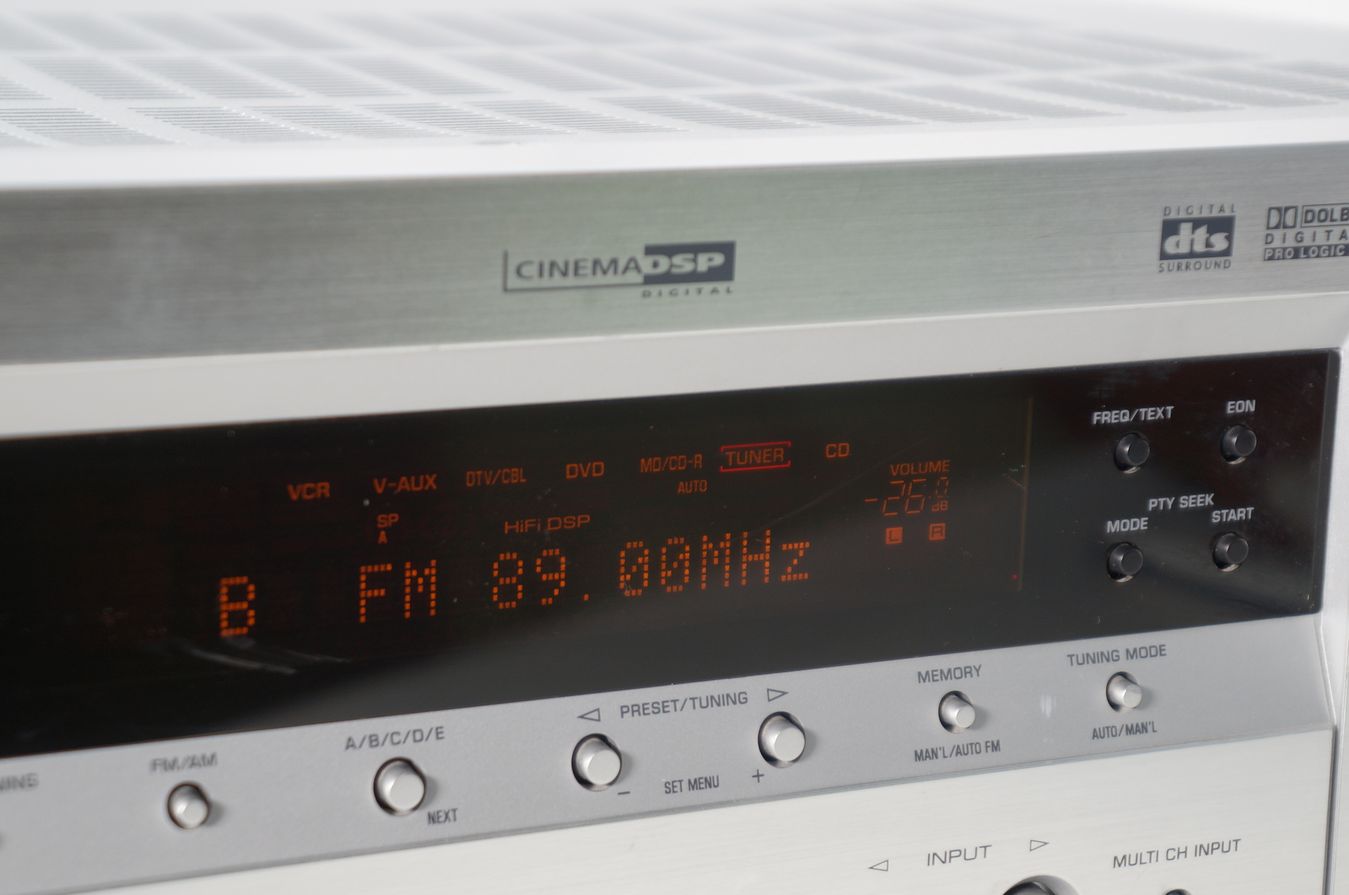 CINEMA DSP
DIGITAL
DIGITAL
dts
SURROUND
DIGITAL
PRO LOGIC
VCR V-AUX DTV/CBL DVD MD/CD-R TUNER CD
AUTO
VOLUME
-26.0
dB
SP
A
HiFi DSP
L R
B FM 89.00MHz
FREQ/TEXT EON
PTY SEEK
MODE START
FM/AM
A/B/C/D/E
NEXT
◁ PRESET/TUNING ▷
– SET MENU +
MEMORY
MAN'L/AUTO FM
TUNING MODE
AUTO/MAN'L
◁ INPUT ▷
MULTI CH INPUT